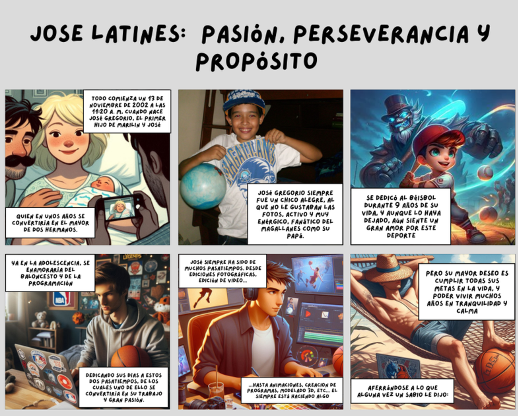 JOSE LATINES: PASIÓN, PERSEVERANCIA Y
PROPÓSITO
TODO COMIENZA UN 13 DE
NOVIEMBRE DE 2002 A LAS
11:20 A. M. CUANDO NACE
JOSÉ GREGORIO, EL PRIMER
HIJO DE MARILIN Y JOSÉ
QUIEN EN UNOS AÑOS SE
CONVERTIRÍA EN EL MAYOR
DE DOS HERMANOS.
MAGALLANES
JOSÉ GREGORIO SIEMPRE
FUE UN CHICO ALEGRE, AL
QUE NO LE GUSTABAN LAS
FOTOS, ACTIVO Y MUY
ENERGICO, FANÁTICO DEL
MAGALLANES COMO SU
PAPÁ.
SE DEDICÓ AL BÉISBOL
DURANTE 9 AÑOS DE SU
VIDA, Y AUNQUE LO HAYA
DEJADO, AÚN SIENTE UN
GRAN AMOR POR ESTE
DEPORTE
YA EN LA ADOLESCENCIA, SE
ENAMORARÍA DEL
BALONCESTO Y DE LA
PROGRAMACIÓN
DEDICANDO SUS DIAS A ESTOS
DOS PASATIEMPOS, DE LOS
CUALES UNO DE ELLO SE
CONVERTIRÍA EN SU TRABAJO
Y GRAN PASION.
JOSE SIEMPRE HA SIDO DE
MUCHOS PASATIEMPOS, DESDE
EDICIONES FOTOGRÁFICAS,
EDICIÓN DE VIDEO...
...HASTA ANIMACIONES, CREACION DE
PROGRAMAS, MODELADO 3D, ETC... EL
SIEMPRE ESTÁ HACIENDO ALGO
PERO SU MAYOR DESEO ES
CUMPLIR TODAS SUS
METAS EN LA VIDA, Y
PODER VIVIR MUCHOS
AÑOS EN TRANQUILIDAD Y
CALMA
AFERRÁNDOSE A LO QUE
ALGUNA VEZ UN SABIO LE DIJO: